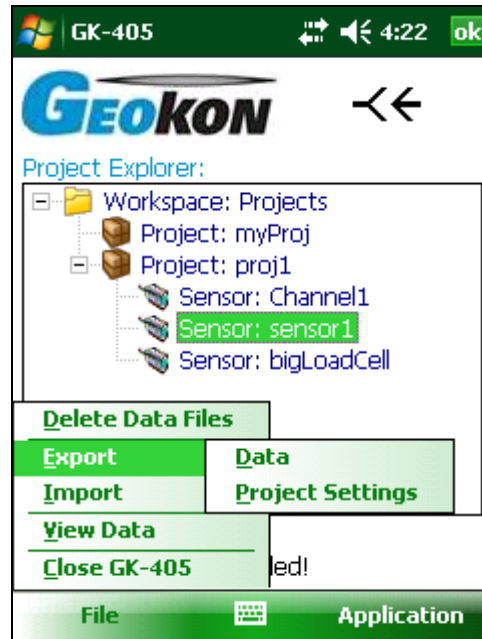 GK-405 4:22 ok
GEOKON
Project Explorer:
Workspace: Projects
Project: myProj
Project: proj1
Sensor: Channel1
Sensor: sensor1
Sensor: bigLoadCell
Delete Data Files
Export
Data
Import
Project Settings
View Data
Close GK-405
led!
File Application